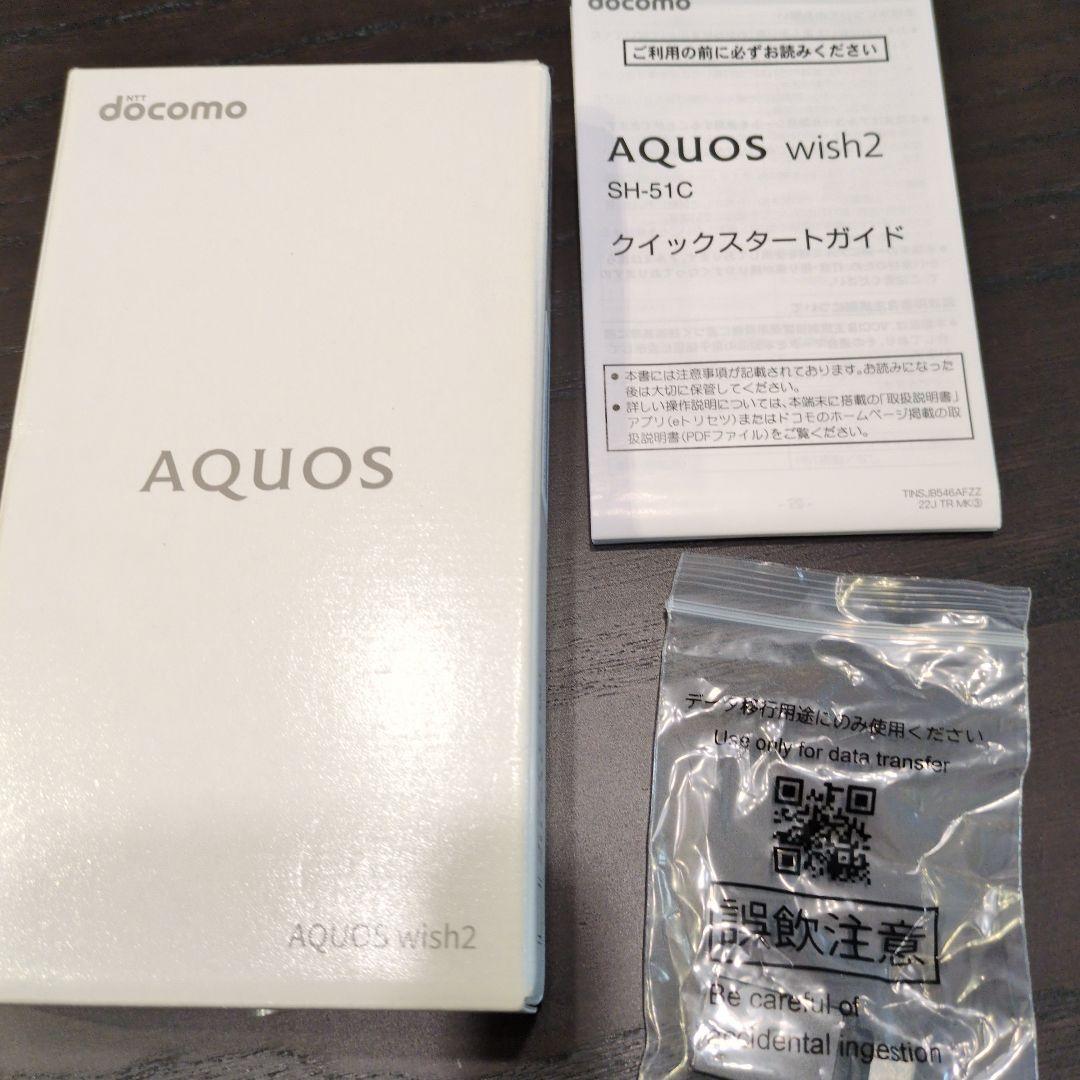 NTT
docomo
AQUOS
AQUOS wish2
docomo
ご利用の前に必ずお読みください
AQUOS wish2
SH-51C
クイックスタートガイド
● 本書には注意事項が記載されております。お読みになった
後は大切に保管してください。
● 詳しい操作説明については、本端末に搭載の「取扱説明書」
アプリ(eトリセツ)またはドコモのホームページ掲載の取
扱説明書(PDFファイル)をご覧ください。
TINSJB546AFZZ
22J TR MK③
データ移行用途にのみ使用ください
Use only for data transfer
誤飲注意
Be careful of
accidental ingestion